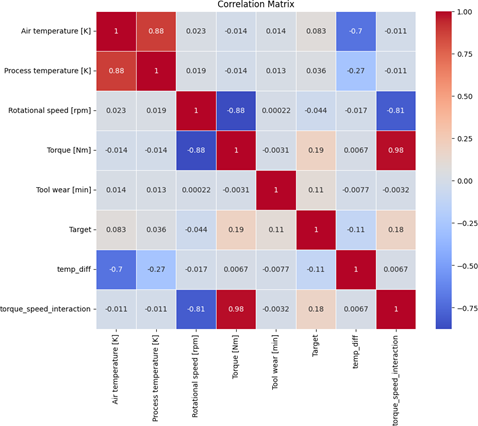 Correlation Matrix
Air temperature [K] 1 0.88 0.023 -0.014 0.014 0.083 -0.7 -0.011
Process temperature [K] 0.88 1 0.019 -0.014 0.013 0.036 -0.27 -0.011
Rotational speed [rpm] 0.023 0.019 1 -0.88 0.00022 -0.044 -0.017 -0.81
Torque [Nm] -0.014 -0.014 -0.88 1 -0.0031 0.19 0.0067 0.98
Tool wear [min] 0.014 0.013 0.00022 -0.0031 1 0.11 -0.0077 -0.0032
Target 0.083 0.036 -0.044 0.19 0.11 1 -0.11 0.18
temp_diff -0.7 -0.27 -0.017 0.0067 -0.0077 -0.11 1 0.0067
torque_speed_interaction -0.011 -0.011 -0.81 0.98 -0.0032 0.18 0.0067 1
Air temperature [K]
Process temperature [K]
Rotational speed [rpm]
Torque [Nm]
Tool wear [min]
Target
temp_diff
torque_speed_interaction
1.00
0.75
0.50
0.25
0.00
−0.25
−0.50
−0.75